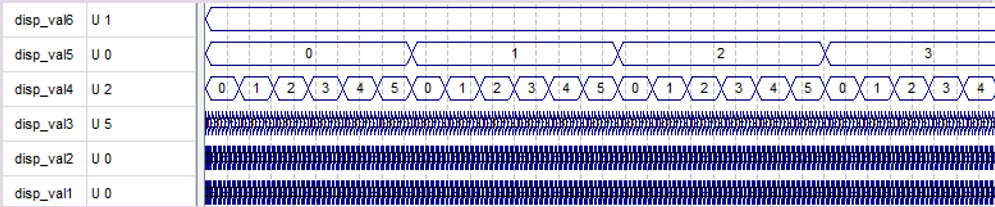 disp_val6 U 1
disp_val5 U 0 0 1 2 3
disp_val4 U 2 0 1 2 3 4 5 0 1 2 3 4 5 0 1 2 3 4 5 0 1 2 3 4
disp_val3 U 5
disp_val2 U 0
disp_val1 U 0